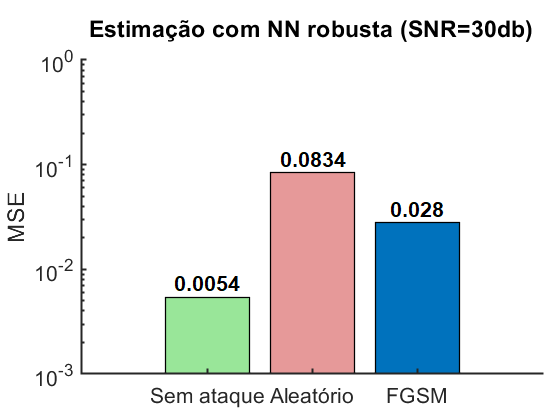 Estimação com NN robusta (SNR=30db)
10^0
10^-1
10^-2
10^-3
MSE
0.0054
0.0834
0.028
Sem ataque Aleatório FGSM